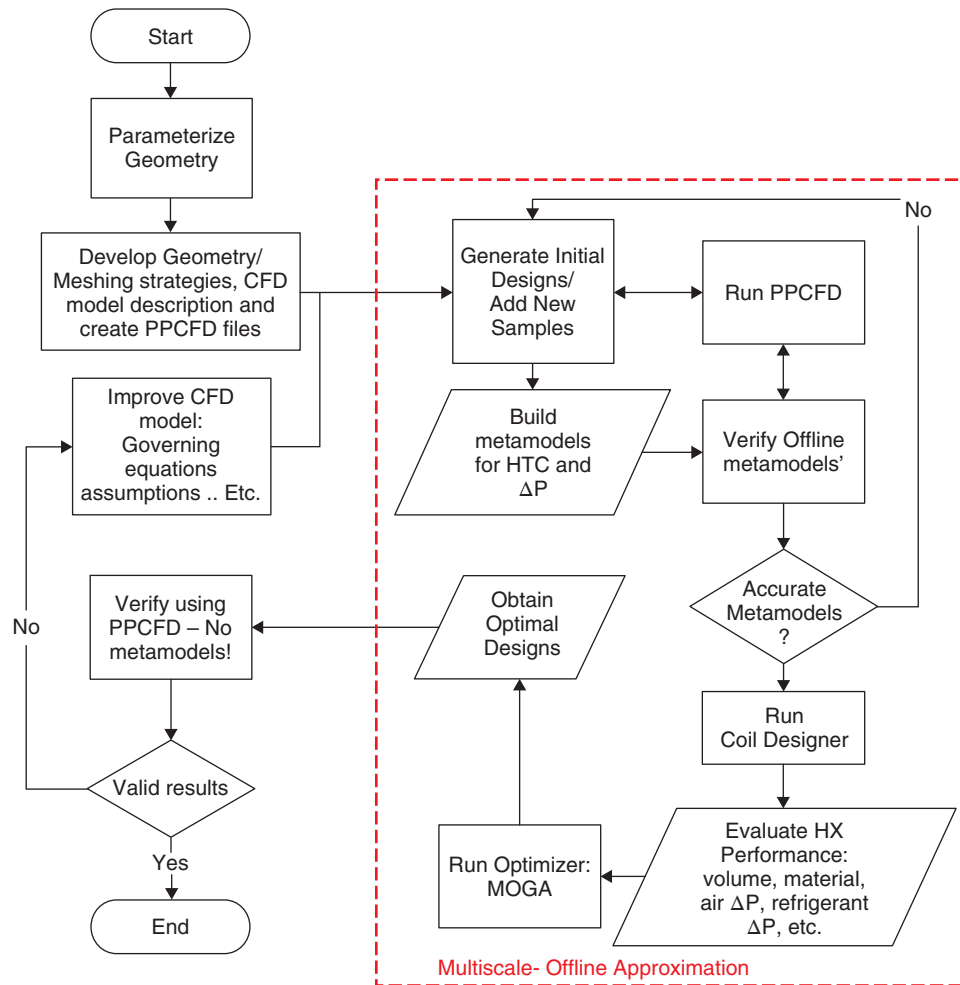 Start
Parameterize
Geometry
Develop Geometry/
Meshing strategies, CFD
model description and
create PPCFD files
Improve CFD
model:
Governing
equations
assumptions .. Etc.
No
Verify using
PPCFD – No
metamodels!
Valid results
Yes
End
No
Generate Initial
Designs/
Add New
Samples
Run PPCFD
Build
metamodels
for HTC and
ΔP
Verify Offline
metamodels'
Accurate
Metamodels
?
Obtain
Optimal
Designs
Run
Coil Designer
Evaluate HX
Performance:
volume, material,
air ΔP, refrigerant
ΔP, etc.
Run Optimizer:
MOGA
Multiscale- Offline Approximation